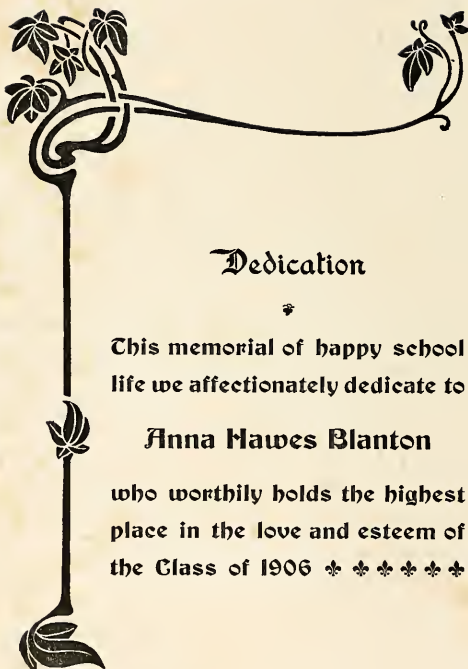 Dedication
This memorial of happy school
life we affectionately dedicate to
Anna Hawes Blanton
who worthily holds the highest
place in the love and esteem of
the Class of 1906